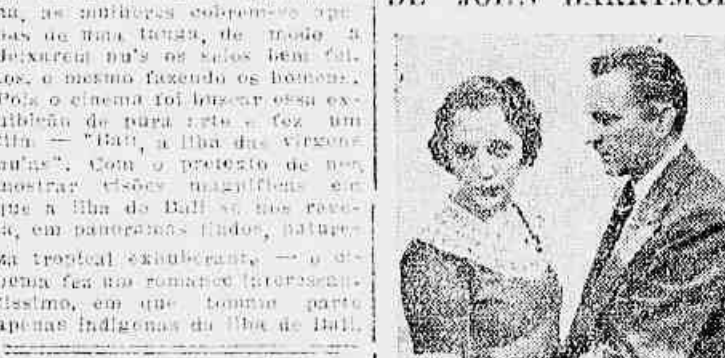 na, as mulheres cobrem-se ape-
nas de uma tanga, de modo a
deixarem nu's os seios bem fei-
tos, o mesmo fazendo os homens.
Pois o cinema foi buscar essa ex-
hibição de pura arte e fez um
film — "Bali, a ilha das virgens
nu'as". Com o pretexto de nos
mostrar visões magnificas em
que a ilha de Bali se nos reve-
la, em panoramas lindos, nature-
za tropical exhuberant, — o ci-
nema fez um romance interessan-
tissimo, em que tomam parte
apenas indigenas da ilha de Bali.
DE JOHN BARRYMOR